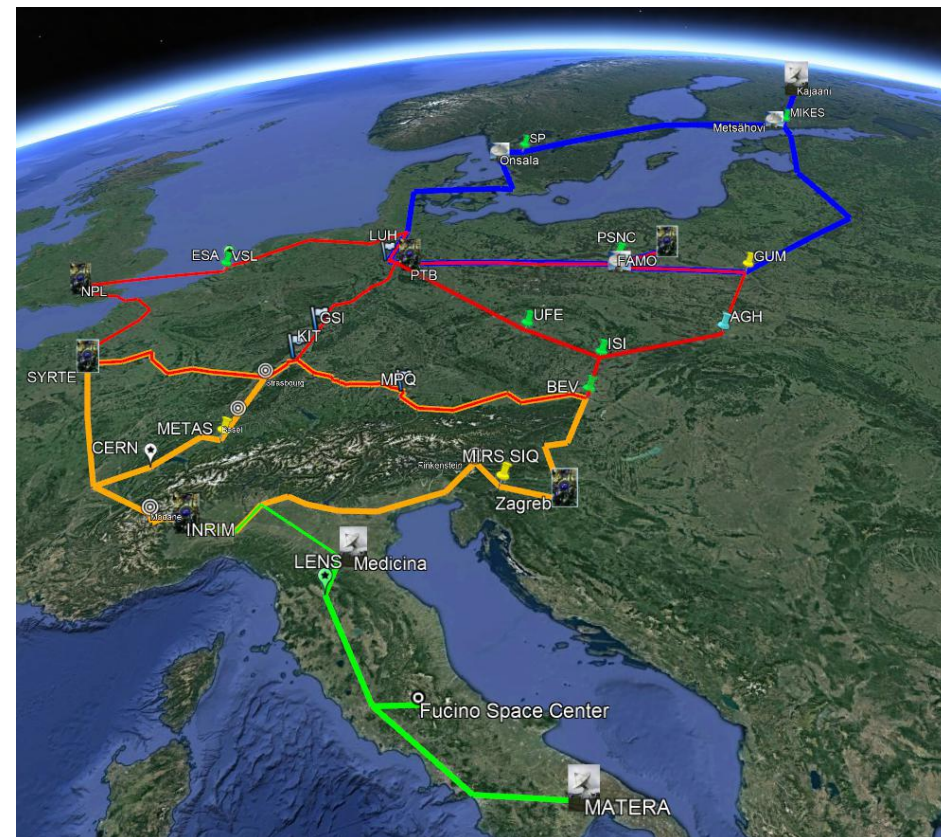 Kajaani
MIKES
Metsähovi
SP
Onsala
LUH
PSNC
ESA
VSL
GUM
PTB
FAMO
NPL
GSI
UFE
AGH
KIT
ISI
SYRTE
Strasbourg
MPQ
BEV
METAS
Basel
CERN
MIRS SIQ
Finkenstein
Zagreb
Modane
INRIM
LENS
Medicina
Fucino Space Center
MATERA